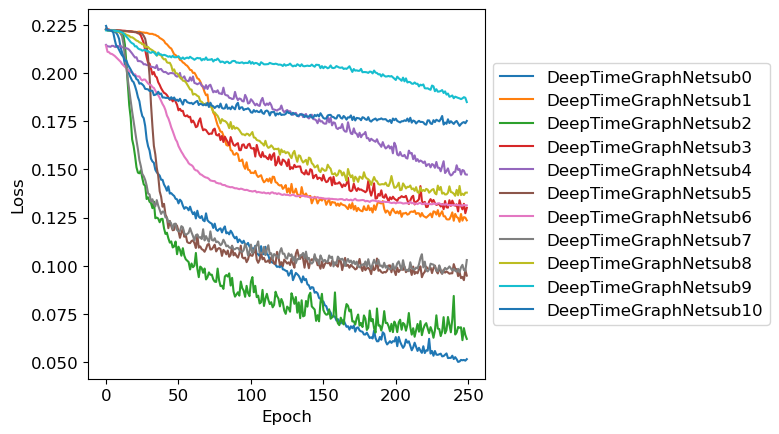 0.225
0.200
0.175
0.150
0.125
0.100
0.075
0.050
Loss
0 50 100 150 200 250
Epoch
DeepTimeGraphNetsub0
DeepTimeGraphNetsub1
DeepTimeGraphNetsub2
DeepTimeGraphNetsub3
DeepTimeGraphNetsub4
DeepTimeGraphNetsub5
DeepTimeGraphNetsub6
DeepTimeGraphNetsub7
DeepTimeGraphNetsub8
DeepTimeGraphNetsub9
DeepTimeGraphNetsub10